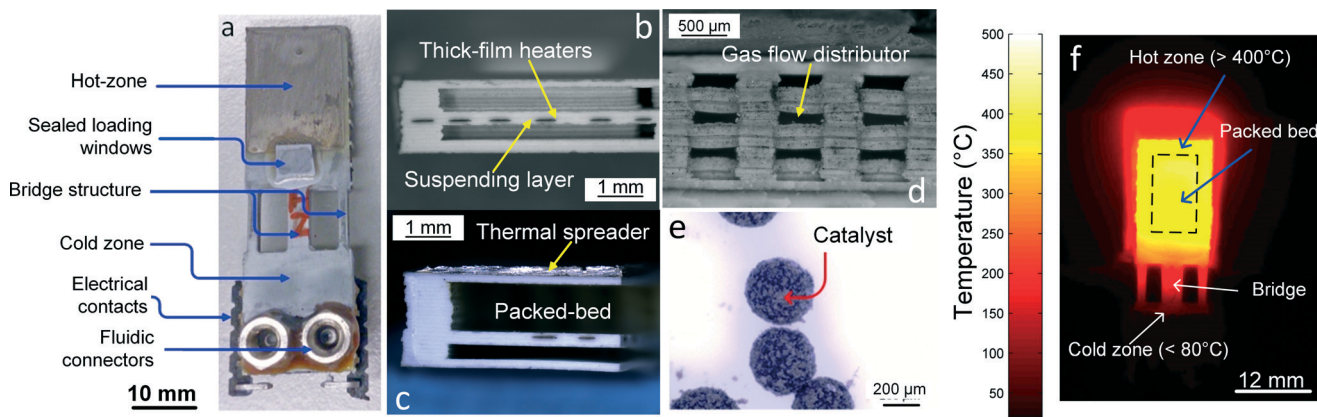 a
Hot-zone
Sealed loading
windows
Bridge structure
Cold zone
Electrical
contacts
Fluidic
connectors
10 mm
b
Thick-film heaters
Suspending layer
1 mm
c
1 mm
Thermal spreader
Packed-bed
d
500 µm
Gas flow distributor
e
Catalyst
200 µm
Temperature (°C)
500
450
400
350
300
250
200
150
100
50
f
Hot zone (> 400°C)
Packed bed
Bridge
Cold zone (< 80°C)
12 mm